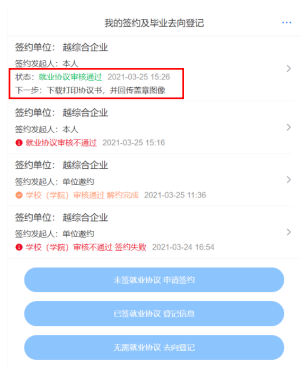 我的签约及毕业去向登记
签约单位： 越综合企业
签约发起人：本人
状态：就业协议审核通过 2021-03-25 15:26
下一步：下载打印协议书，并回传盖章图像
签约单位： 越综合企业
签约发起人：本人
就业协议审核不通过 2021-03-25 15:16
签约单位： 越综合企业
签约发起人：单位邀约
学校（学院）审核通过 解约完成 2021-03-25 11:36
签约单位： 越综合企业
签约发起人：单位邀约
学校（学院）审核不通过 签约失败 2021-03-24 16:54
未签就业协议 申请签约
已签就业协议 登记信息
无需就业协议 去向登记